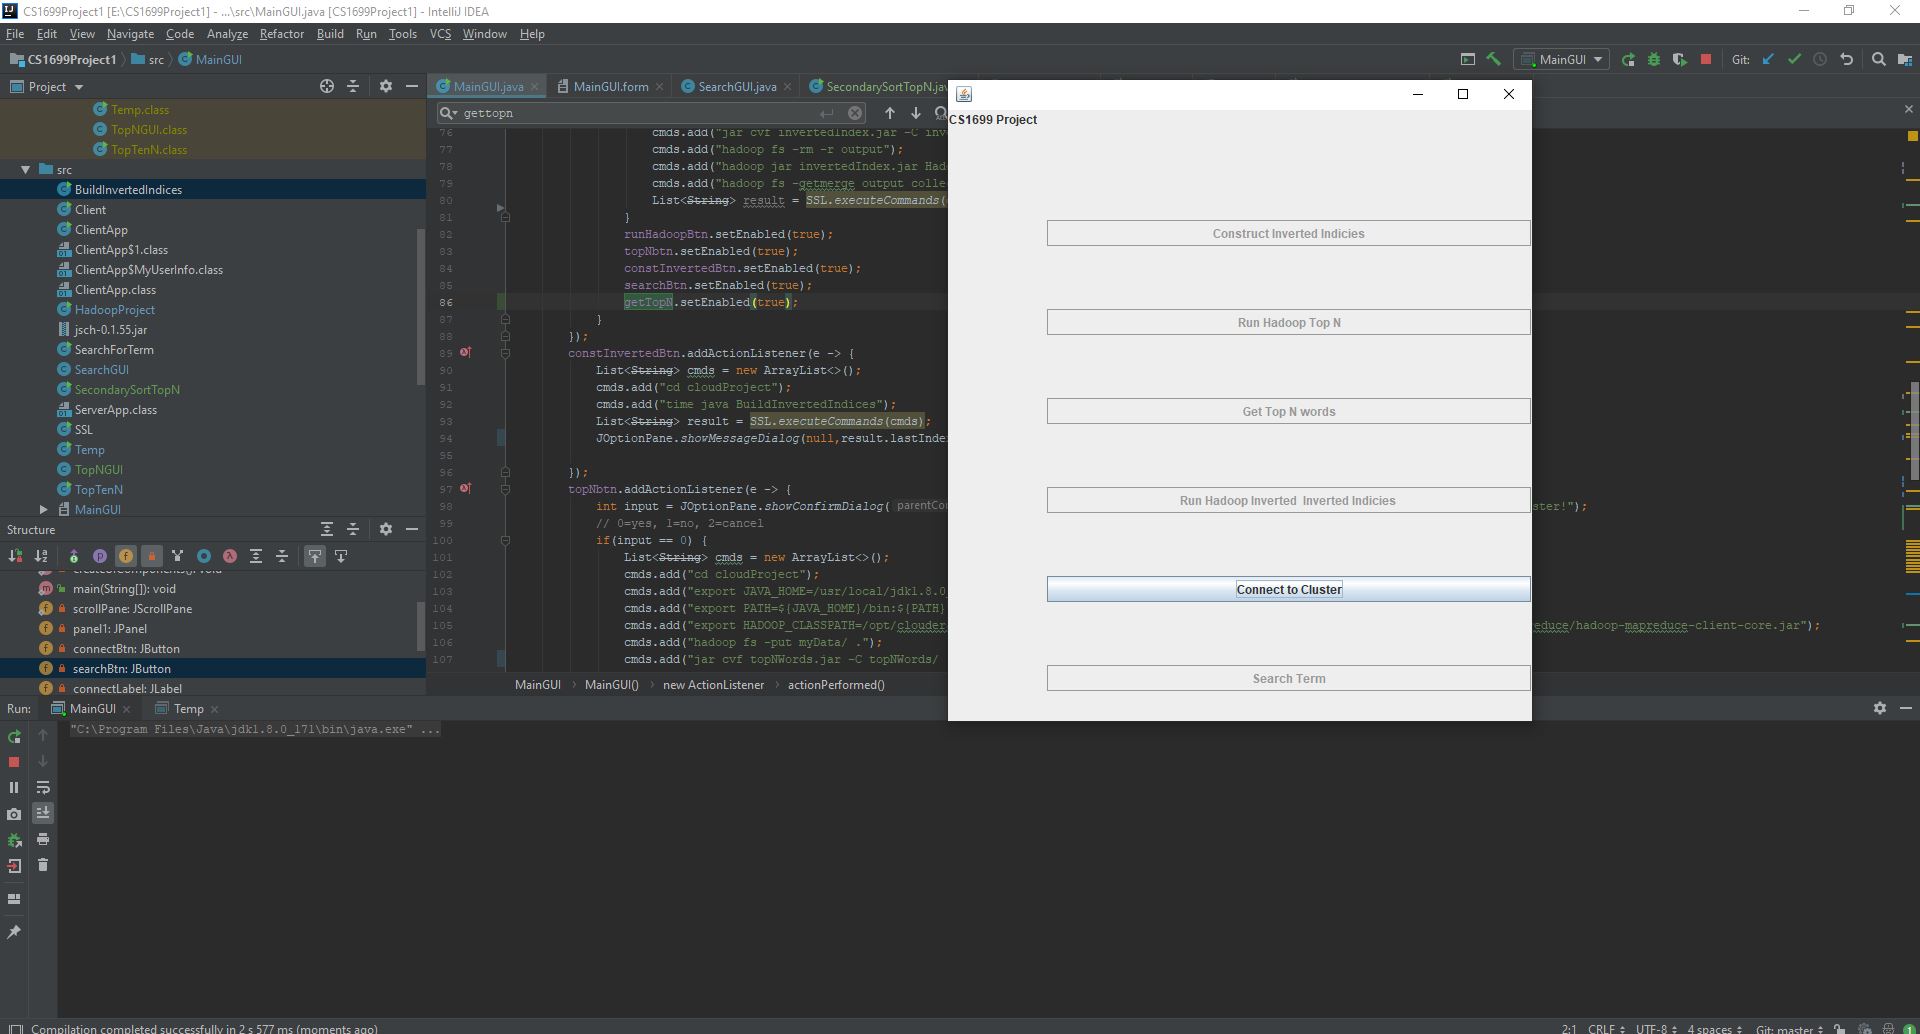 CS1699Project1 [E:\CS1699Project1] - ...\src\MainGUI.java [CS1699Project1] - IntelliJ IDEA
File Edit View Navigate Code Analyze Refactor Build Run Tools VCS Window Help
CS1699Project1 src MainGUI
MainGUI Git:
Project
MainGUI.java MainGUI.form SearchGUI.java SecondarySortTopN.jav
gettopn
Temp.class
TopNGUI.class
TopTenN.class
src
BuildInvertedIndices
Client
ClientApp
ClientApp$1.class
ClientApp$MyUserInfo.class
ClientApp.class
HadoopProject
jsch-0.1.55.jar
SearchForTerm
SearchGUI
SecondarySortTopN
ServerApp.class
SSL
Temp
TopNGUI
TopTenN
MainGUI
Structure
main(String[]): void
scrollPane: JScrollPane
panel1: JPanel
connectBtn: JButton
searchBtn: JButton
connectLabel: JLabel
76 cmds.add("jar cvf invertedIndex.jar -C inv
77 cmds.add("hadoop fs -rm -r output");
78 cmds.add("hadoop jar invertedIndex.jar Had
79 cmds.add("hadoop fs -getmerge output colle
80 List<String> result = SSL.executeCommands(
81 }
82 runHadoopBtn.setEnabled(true);
83 topNbtn.setEnabled(true);
84 constInvertedBtn.setEnabled(true);
85 searchBtn.setEnabled(true);
86 getTopN.setEnabled(true);
87 }
88 });
89 constInvertedBtn.addActionListener(e -> {
90 List<String> cmds = new ArrayList<>();
91 cmds.add("cd cloudProject");
92 cmds.add("time java BuildInvertedIndices");
93 List<String> result = SSL.executeCommands(cmds);
94 JOptionPane.showMessageDialog(null,result.lastInde
95
96 });
97 topNbtn.addActionListener(e -> {
98 int input = JOptionPane.showConfirmDialog( parentCo ster!");
99 // 0=yes, 1=no, 2=cancel
100 if(input == 0) {
101 List<String> cmds = new ArrayList<>();
102 cmds.add("cd cloudProject");
103 cmds.add("export JAVA_HOME=/usr/local/jdk1.8.0_
104 cmds.add("export PATH=${JAVA_HOME}/bin:${PATH}
105 cmds.add("export HADOOP_CLASSPATH=/opt/clouder educe/hadoop-mapreduce-client-core.jar");
106 cmds.add("hadoop fs -put myData/ .");
107 cmds.add("jar cvf topNWords.jar -C topNWords/
MainGUI MainGUI() new ActionListener actionPerformed()
CS1699 Project
Construct Inverted Indicies
Run Hadoop Top N
Get Top N words
Run Hadoop Inverted Inverted Indicies
Connect to Cluster
Search Term
Run: MainGUI Temp
"C:\Program Files\Java\jdk1.8.0_171\bin\java.exe" ...
Compilation completed successfully in 2 s 577 ms (moments ago)
2:1 CRLF UTF-8 4 spaces Git: master 1